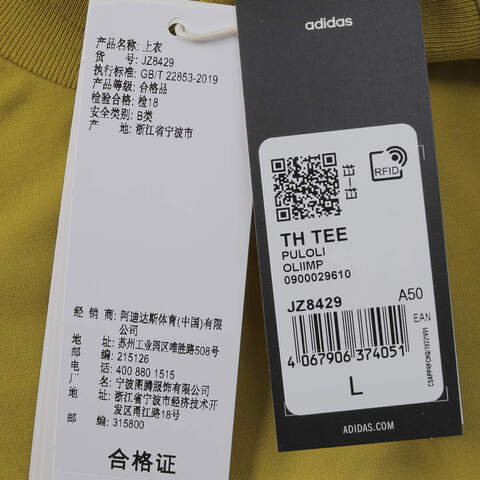 产品名称: 上衣
货 号: JZ8429
执行标准: GB/T 22853-2019
产品等级: 合格品
检验合格: 检18
安全类别: B类
产 地: 浙江省宁波市
经 销 商: 阿迪达斯体育(中国)有限
公司
地址: 苏州工业园区唯胜路508号
邮编: 215126
电话: 400 880 1515
厂名: 宁波图腾服饰有限公司
地址: 浙江省宁波市经济技术开
发区甬江路18号
邮编: 315800
合格证
adidas
RFID
TH TEE
PULOLI
OLIIMP
0900029610
JZ8429 A50
EAN
4 067906 374051
L
ADIDAS.COM